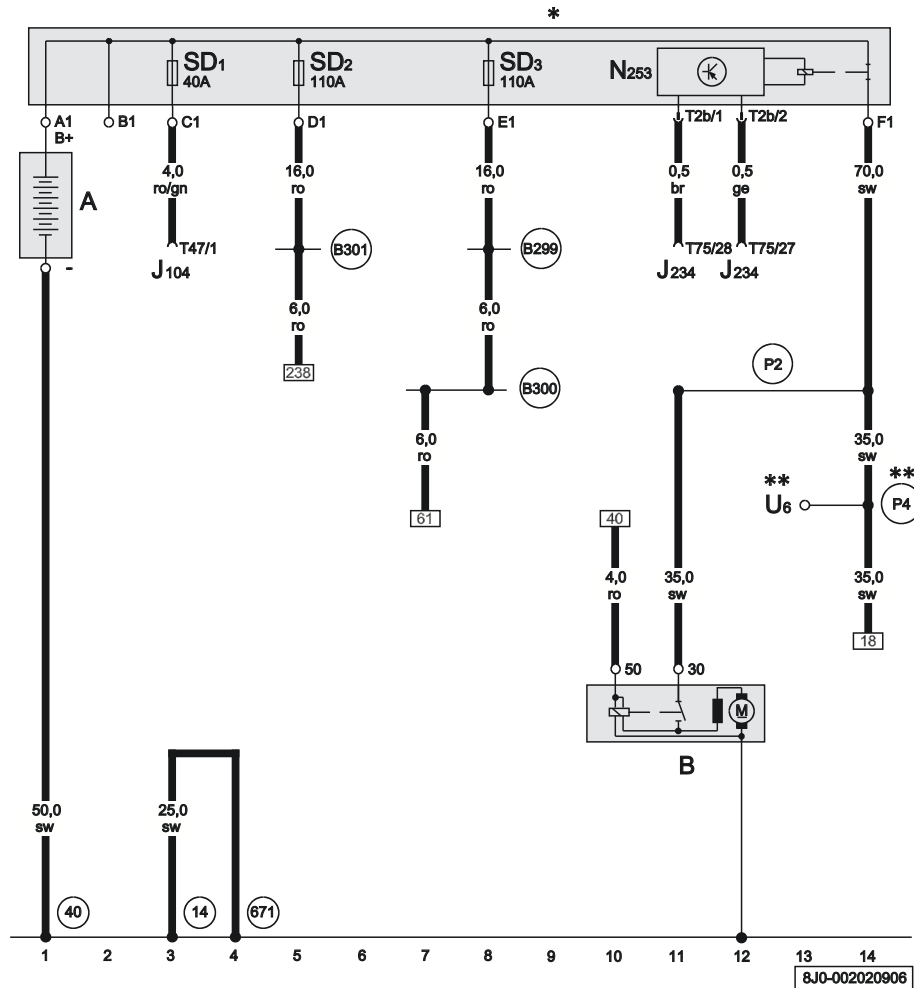 *
SD1
40A
SD2
110A
SD3
110A
N253
A1
B+
B1
C1
D1
E1
T2b/1
T2b/2
F1
A
-
4,0
ro/gn
16,0
ro
16,0
ro
0,5
br
0,5
ge
70,0
sw
T47/1
J104
B301
B299
T75/28
J234
T75/27
J234
6,0
ro
6,0
ro
238
P2
B300
6,0
ro
35,0
sw
**
U6
**
P4
61
40
4,0
ro
35,0
sw
35,0
sw
18
50
30
M
B
50,0
sw
25,0
sw
40
14
671
1 2 3 4 5 6 7 8 9 10 11 12 13 14
8J0-002020906